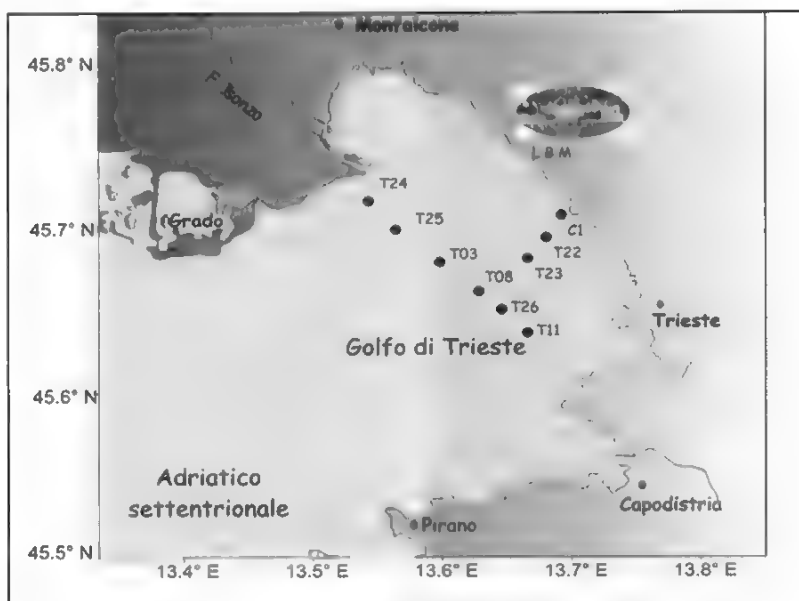 Monfalcone
45.8° N
F. Isonzo
L B M
T24
45.7° N
Grado
T25
C1
T03
T22
T08
T23
T26
Trieste
Golfo di Trieste
T11
45.6° N
Adriatico
settentrionale
Capodistria
Pirano
45.5° N
13.4° E
13.5° E
13.6° E
13.7° E
13.8° E